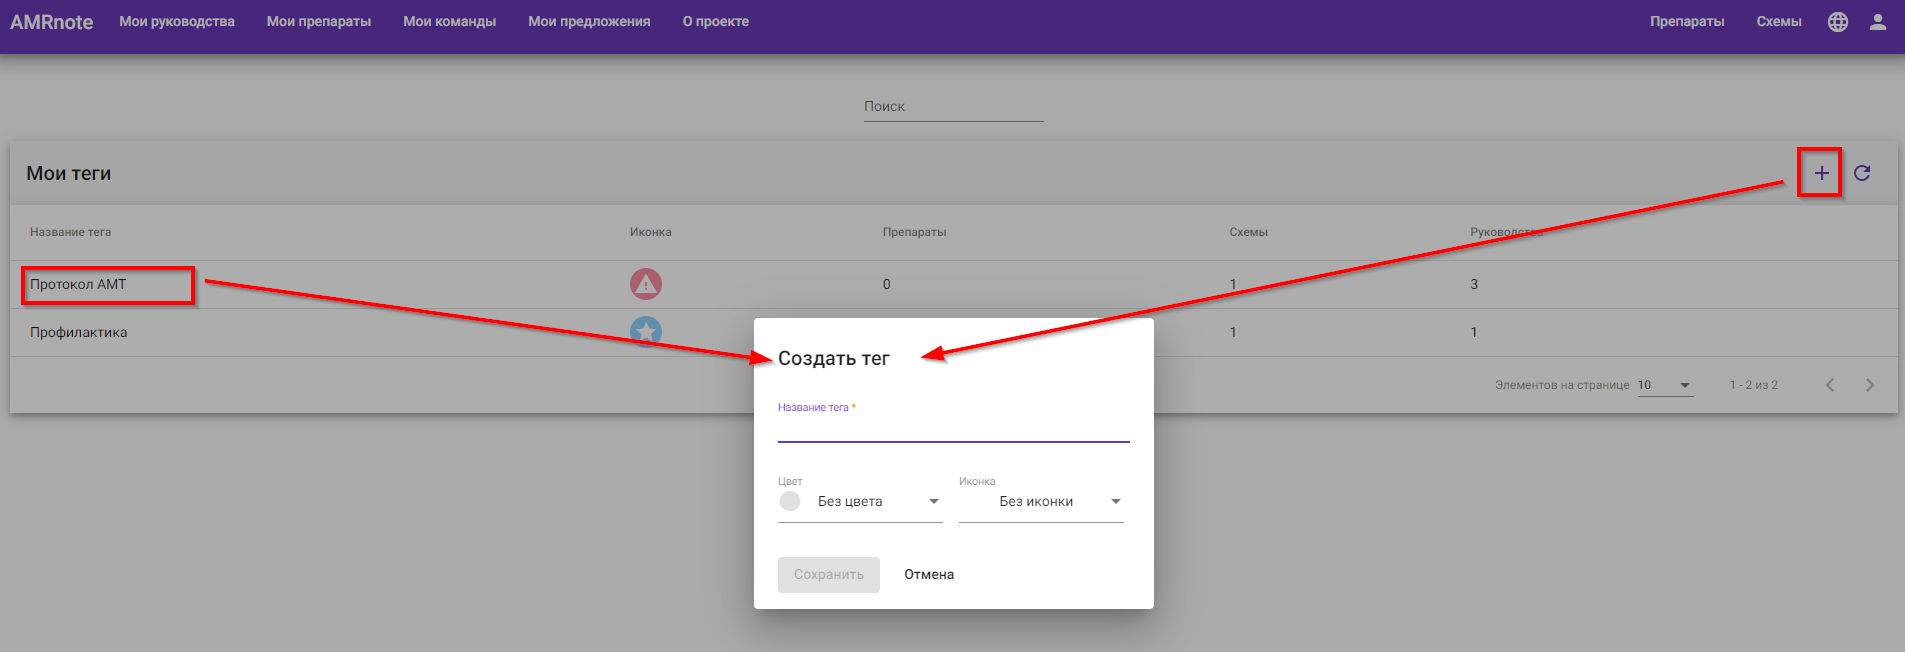 AMRnote Мои руководства Мои препараты Мои команды Мои предложения О проекте Препараты Схемы
Поиск
Мои теги
Название тега Иконка Препараты Схемы Руководства
Протокол АМТ 0 1 3
Профилактика 1 1
Элементов на странице 10 1 - 2 из 2
Создать тег
Название тега *
Цвет Иконка
Без цвета Без иконки
Сохранить Отмена